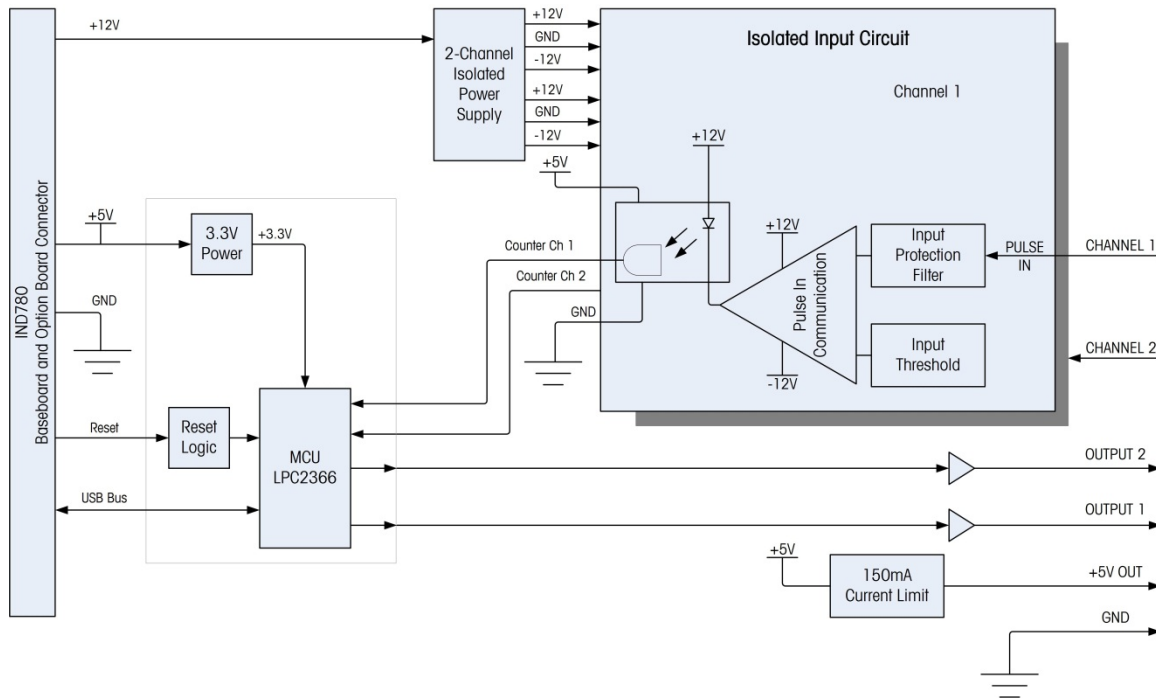 IND780
Baseboard and Option Board Connector
+12V
2-Channel
Isolated
Power
Supply
+12V
GND
-12V
+12V
GND
-12V
Isolated Input Circuit
Channel 1
+12V
+5V
+12V
Pulse In
Communication
-12V
Input
Protection
Filter
Input
Threshold
PULSE
IN
CHANNEL 1
CHANNEL 2
+5V
3.3V
Power
+3.3V
Counter Ch 1
Counter Ch 2
GND
GND
Reset
Reset
Logic
MCU
LPC2366
USB Bus
OUTPUT 2
OUTPUT 1
+5V
150mA
Current Limit
+5V OUT
GND